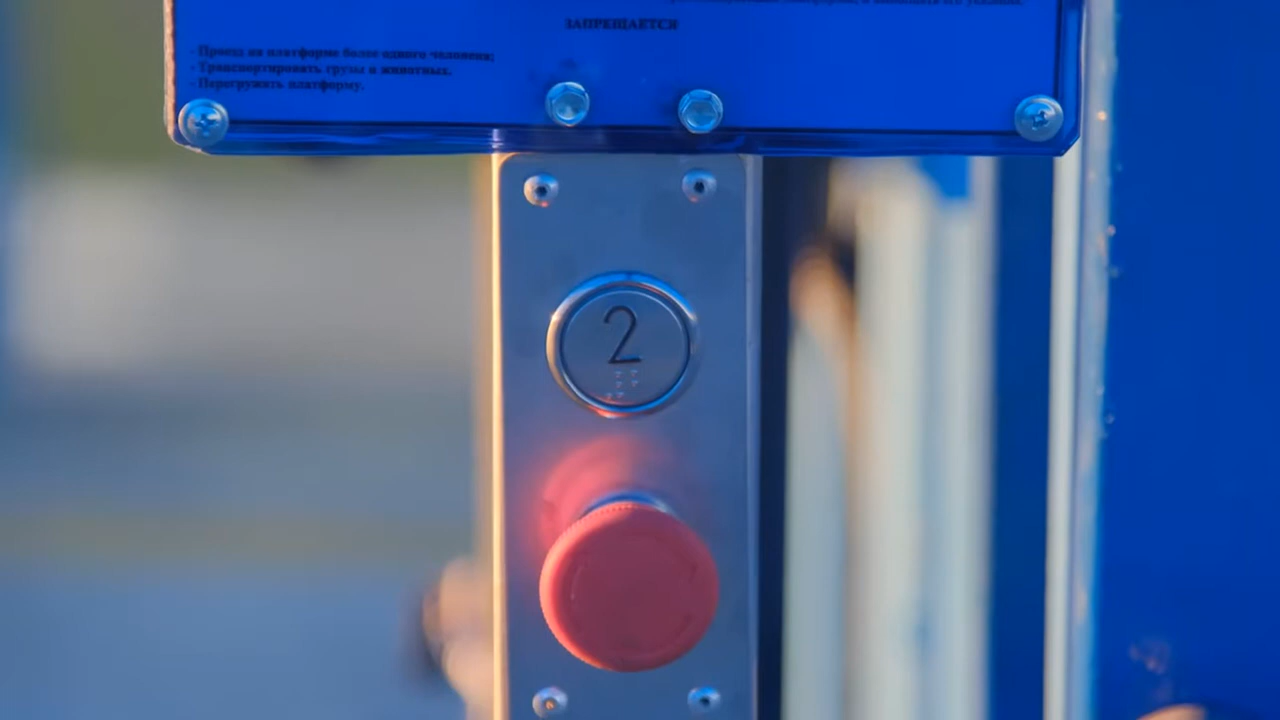 ЗАПРЕЩАЕТСЯ
- Проезд на платформе более одного человека;
- Транспортировать грузы и животных.
- Перегружать платформу.
2